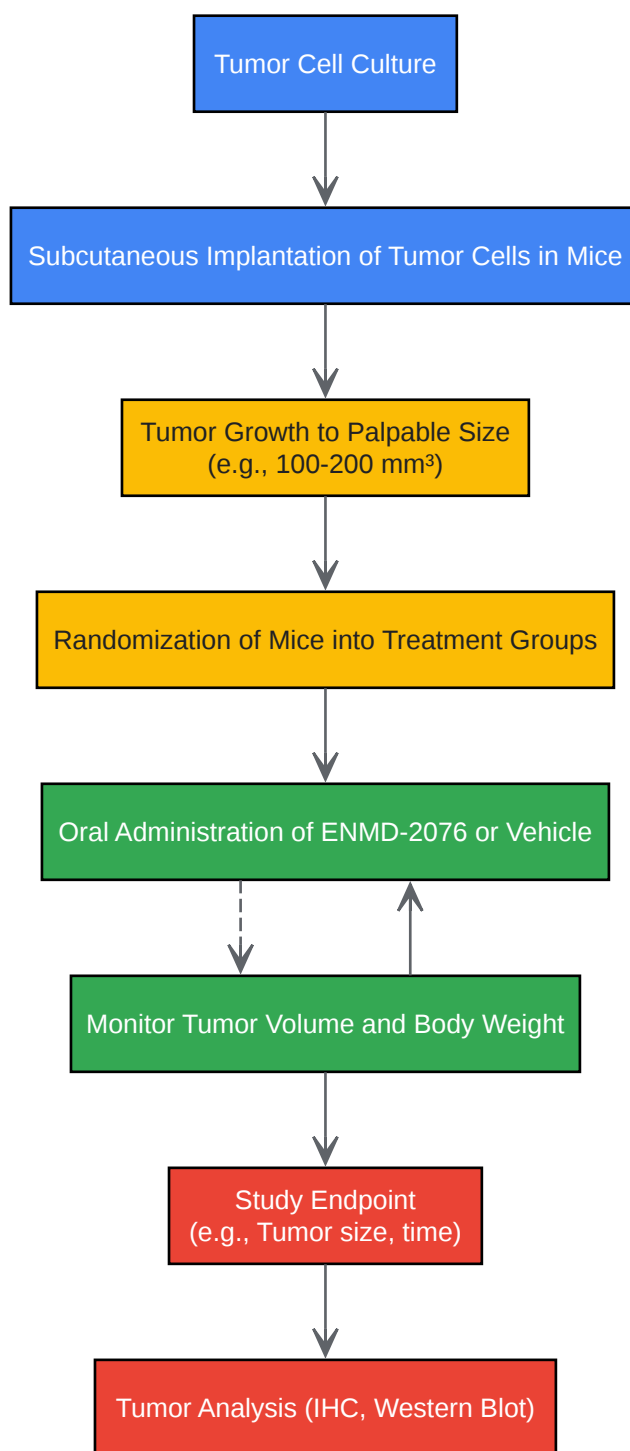 Tumor Cell Culture
Subcutaneous Implantation of Tumor Cells in Mice
Tumor Growth to Palpable Size
(e.g., 100-200 mm³)
Randomization of Mice into Treatment Groups
Oral Administration of ENMD-2076 or Vehicle
Monitor Tumor Volume and Body Weight
Study Endpoint
(e.g., Tumor size, time)
Tumor Analysis (IHC, Western Blot)